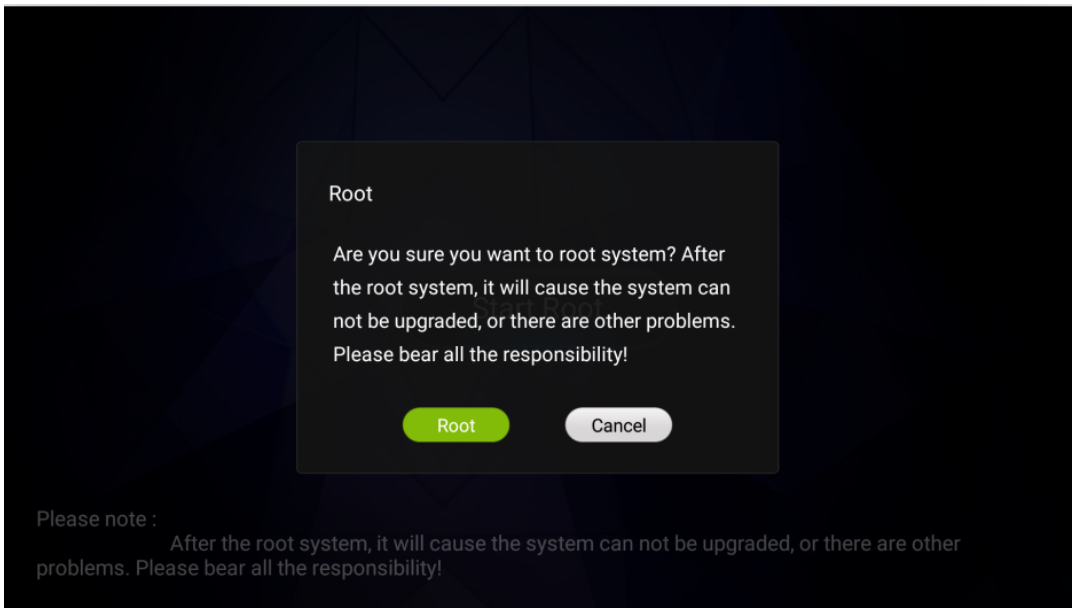 Root
Are you sure you want to root system? After
the root system, it will cause the system can
Start Root
not be upgraded, or there are other problems.
Please bear all the responsibility!
Root
Cancel
Please note :
After the root system, it will cause the system can not be upgraded, or there are other
problems. Please bear all the responsibility!